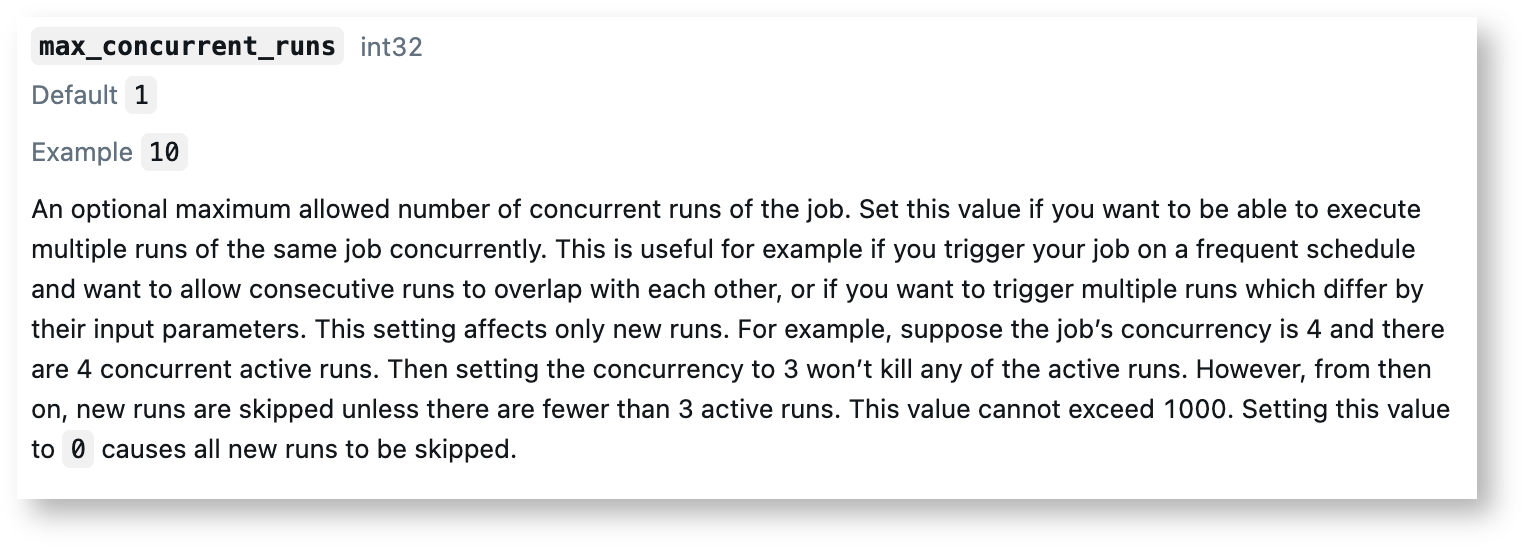 max_concurrent_runs int32
Default 1
Example 10
An optional maximum allowed number of concurrent runs of the job. Set this value if you want to be able to execute
multiple runs of the same job concurrently. This is useful for example if you trigger your job on a frequent schedule
and want to allow consecutive runs to overlap with each other, or if you want to trigger multiple runs which differ by
their input parameters. This setting affects only new runs. For example, suppose the job’s concurrency is 4 and there
are 4 concurrent active runs. Then setting the concurrency to 3 won’t kill any of the active runs. However, from then
on, new runs are skipped unless there are fewer than 3 active runs. This value cannot exceed 1000. Setting this value
to 0 causes all new runs to be skipped.